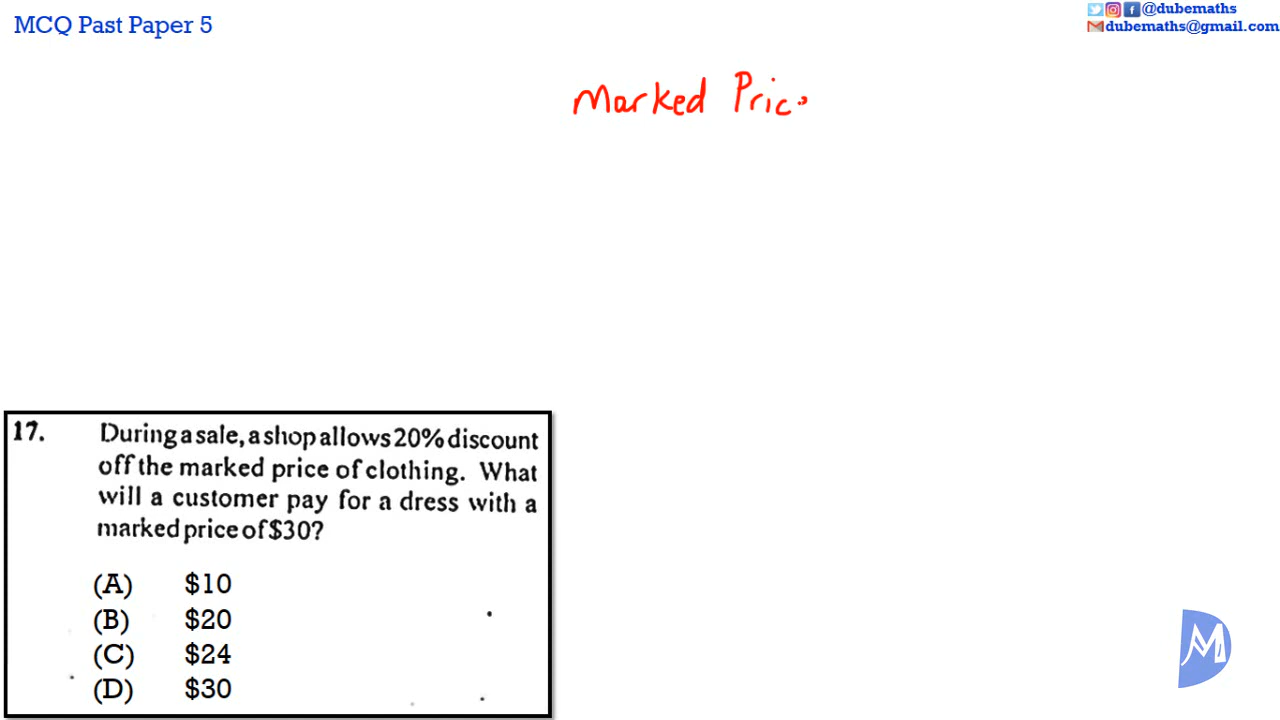 MCQ Past Paper 5
@dubemaths
dubemaths@gmail.com
Marked Pric
17. During a sale, a shop allows 20% discount
off the marked price of clothing. What
will a customer pay for a dress with a
marked price of $30?
(A) $10
(B) $20
(C) $24
(D) $30
M